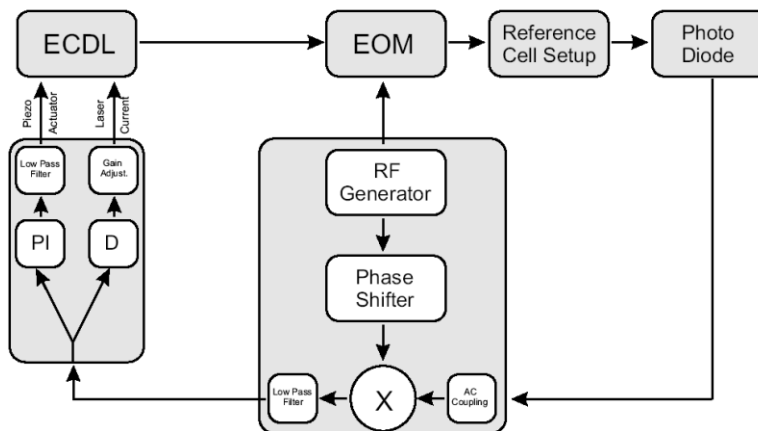 ECDL
EOM
Reference
Cell Setup
Photo
Diode
Piezo
Actuator
Laser
Current
Low Pass
Filter
Gain
Adjust.
PI
D
RF
Generator
Phase
Shifter
Low Pass
Filter
X
AC
Coupling